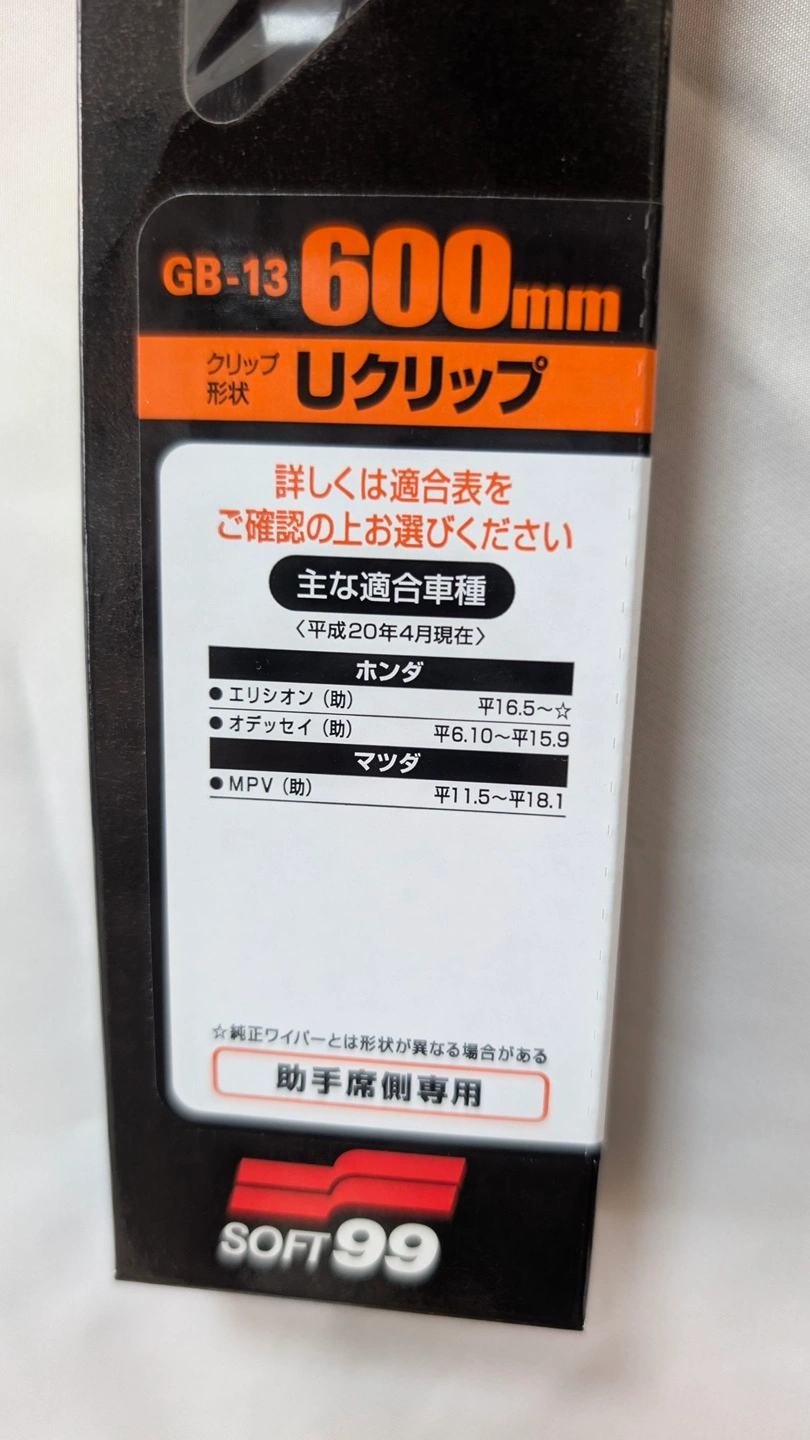 GB-13 600mm
クリップ形状 Uクリップ
詳しくは適合表を
ご確認の上お選びください
主な適合車種
〈平成20年4月現在〉
ホンダ
●エリシオン（助） 平16.5〜☆
●オデッセイ（助） 平6.10〜平15.9
マツダ
●MPV（助） 平11.5〜平18.1
☆純正ワイパーとは形状が異なる場合がある
助手席側専用
SOFT99